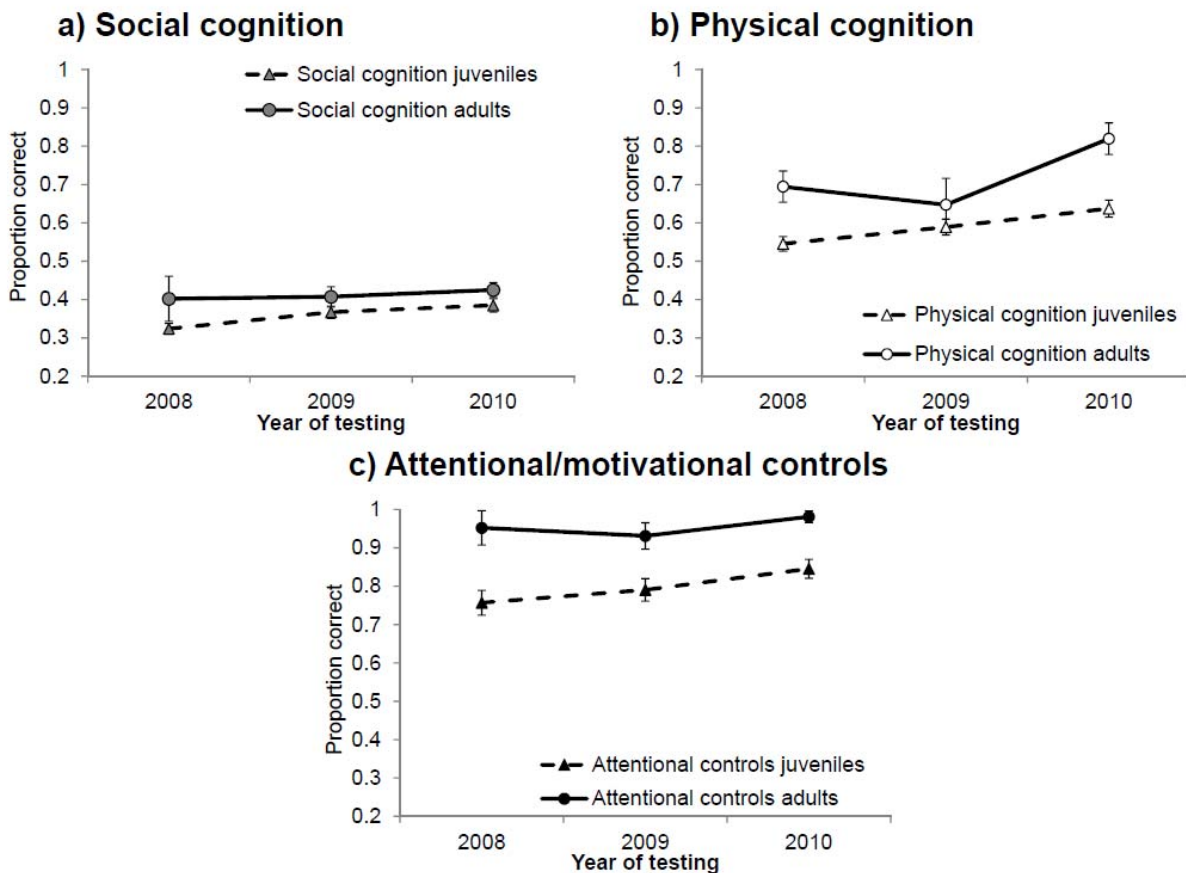 a) Social cognition
1
0.9
0.8
0.7
0.6
0.5
0.4
0.3
0.2
Proportion correct
Social cognition juveniles
Social cognition adults
2008 2009 2010
Year of testing
b) Physical cognition
1
0.9
0.8
0.7
0.6
0.5
0.4
0.3
0.2
Proportion correct
Physical cognition juveniles
Physical cognition adults
2008 2009 2010
Year of testing
c) Attentional/motivational controls
1
0.9
0.8
0.7
0.6
0.5
0.4
0.3
0.2
Proportion correct
Attentional controls juveniles
Attentional controls adults
2008 2009 2010
Year of testing